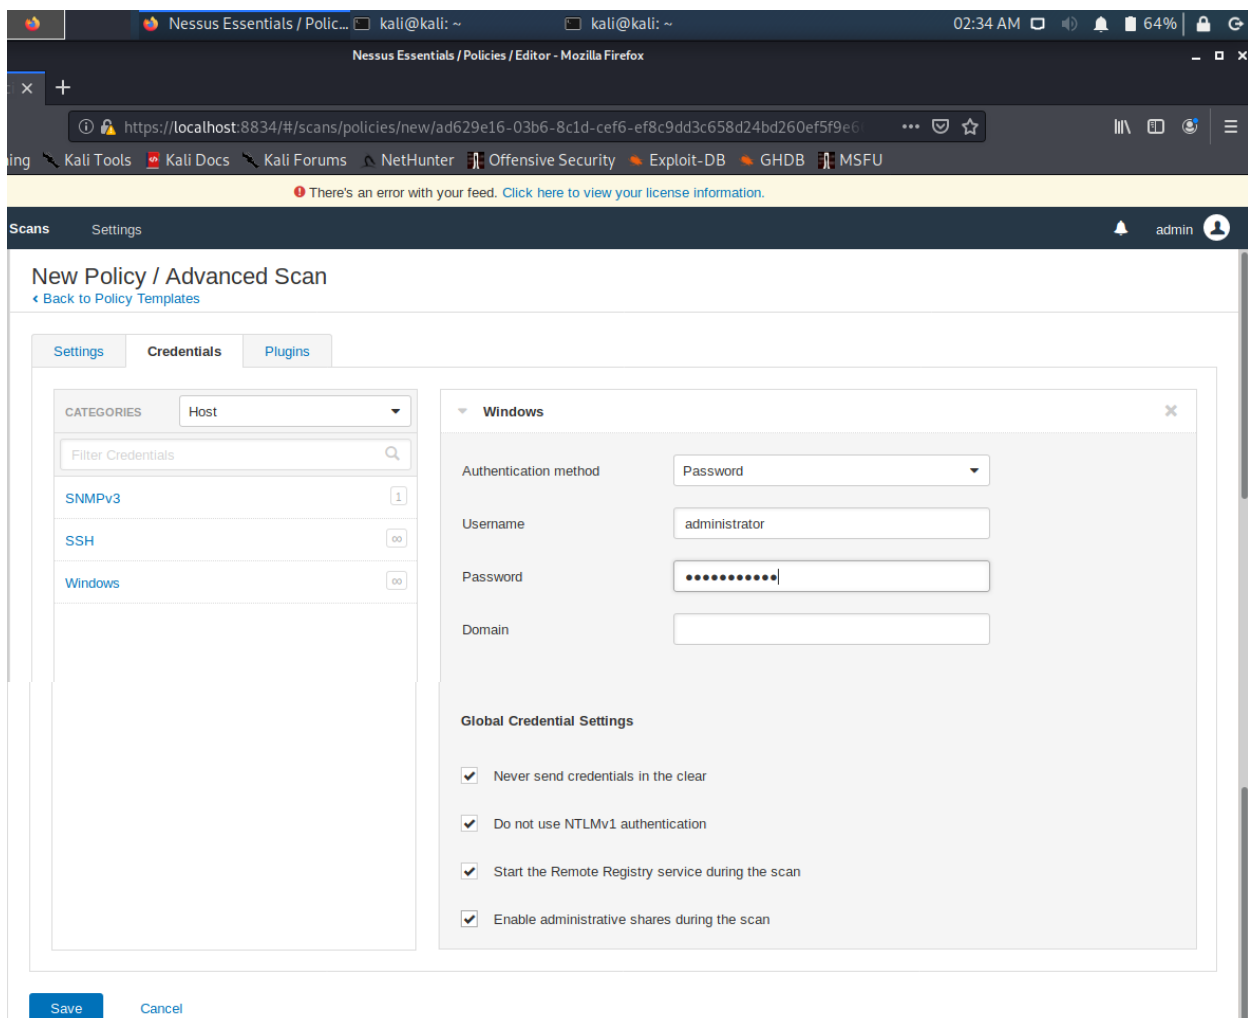 Nessus Essentials / Polic... kali@kali: ~ kali@kali: ~ 02:34 AM 64%
Nessus Essentials / Policies / Editor - Mozilla Firefox
https://localhost:8834/#/scans/policies/new/ad629e16-03b6-8c1d-cef6-ef8c9dd3c658d24bd260ef5f9e6
ing Kali Tools Kali Docs Kali Forums NetHunter Offensive Security Exploit-DB GHDB MSFU
There's an error with your feed. Click here to view your license information.
Scans Settings admin
New Policy / Advanced Scan
Back to Policy Templates
Settings Credentials Plugins
CATEGORIES Host
Windows
Filter Credentials
Authentication method Password
SNMPv3 1
Username administrator
SSH ∞
Password •••••••••••
Windows ∞
Domain
Global Credential Settings
Never send credentials in the clear
Do not use NTLMv1 authentication
Start the Remote Registry service during the scan
Enable administrative shares during the scan
Save Cancel